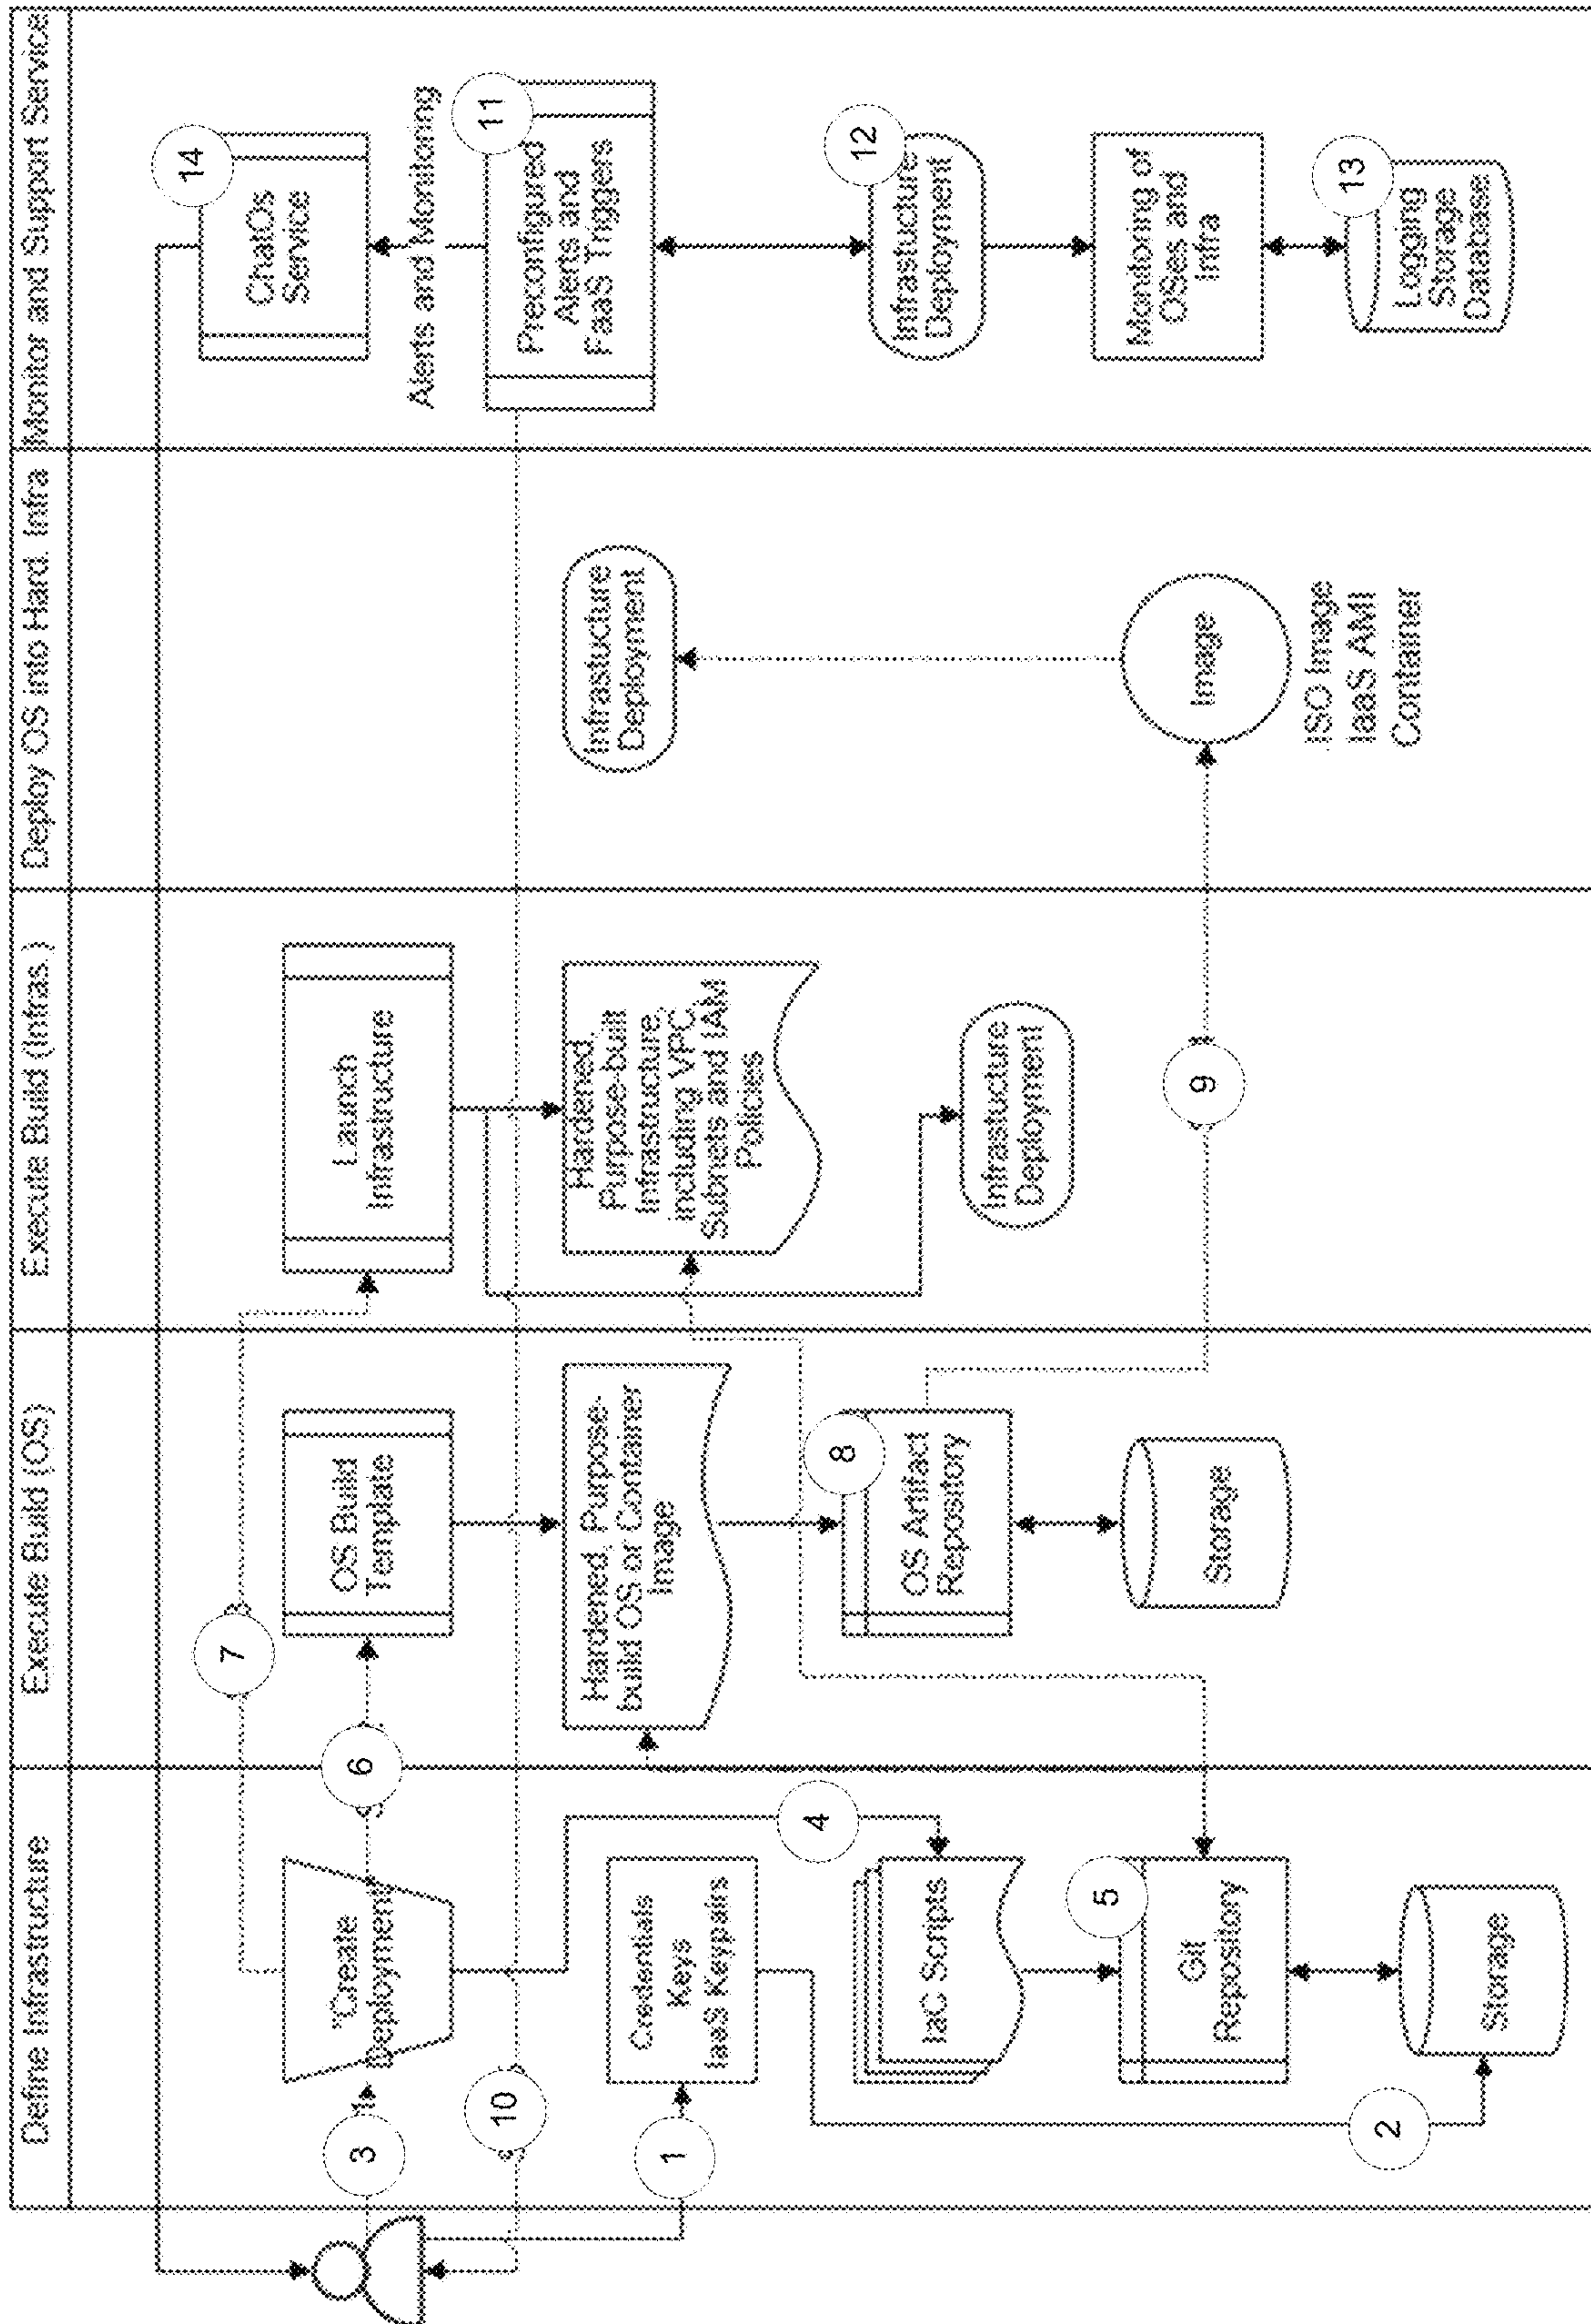 Define Infrastructure
Execute Build (OS)
Execute Build (Infras.)
Deploy OS into Hard. Infra
Monitor and Support Service
3
10
1
"Create
Deployment
Credentials
Keys
IaaS Keypairs
4
IaC Scripts
5
Git
Repository
2
Storage
7
6
OS Build
Template
Hardened, Purpose-
build OS or Container
Image
8
OS Artifact
Repository
Storage
Launch
Infrastructure
Hardened,
Purpose-built
Infrastructure,
including VPC,
Subnets and IAM
Policies
Infrastucture
Deployment
9
Infrastucture
Deployment
Image
ISO Image
IaaS AMI
Container
14
ChatOs
Service
Alerts and Monitoring
11
Preconfigured
Alerts and
FaaS Triggers
12
Infrastucture
Deployment
Monitoring of
OSes and
Infra
13
Logging
Storage
Database